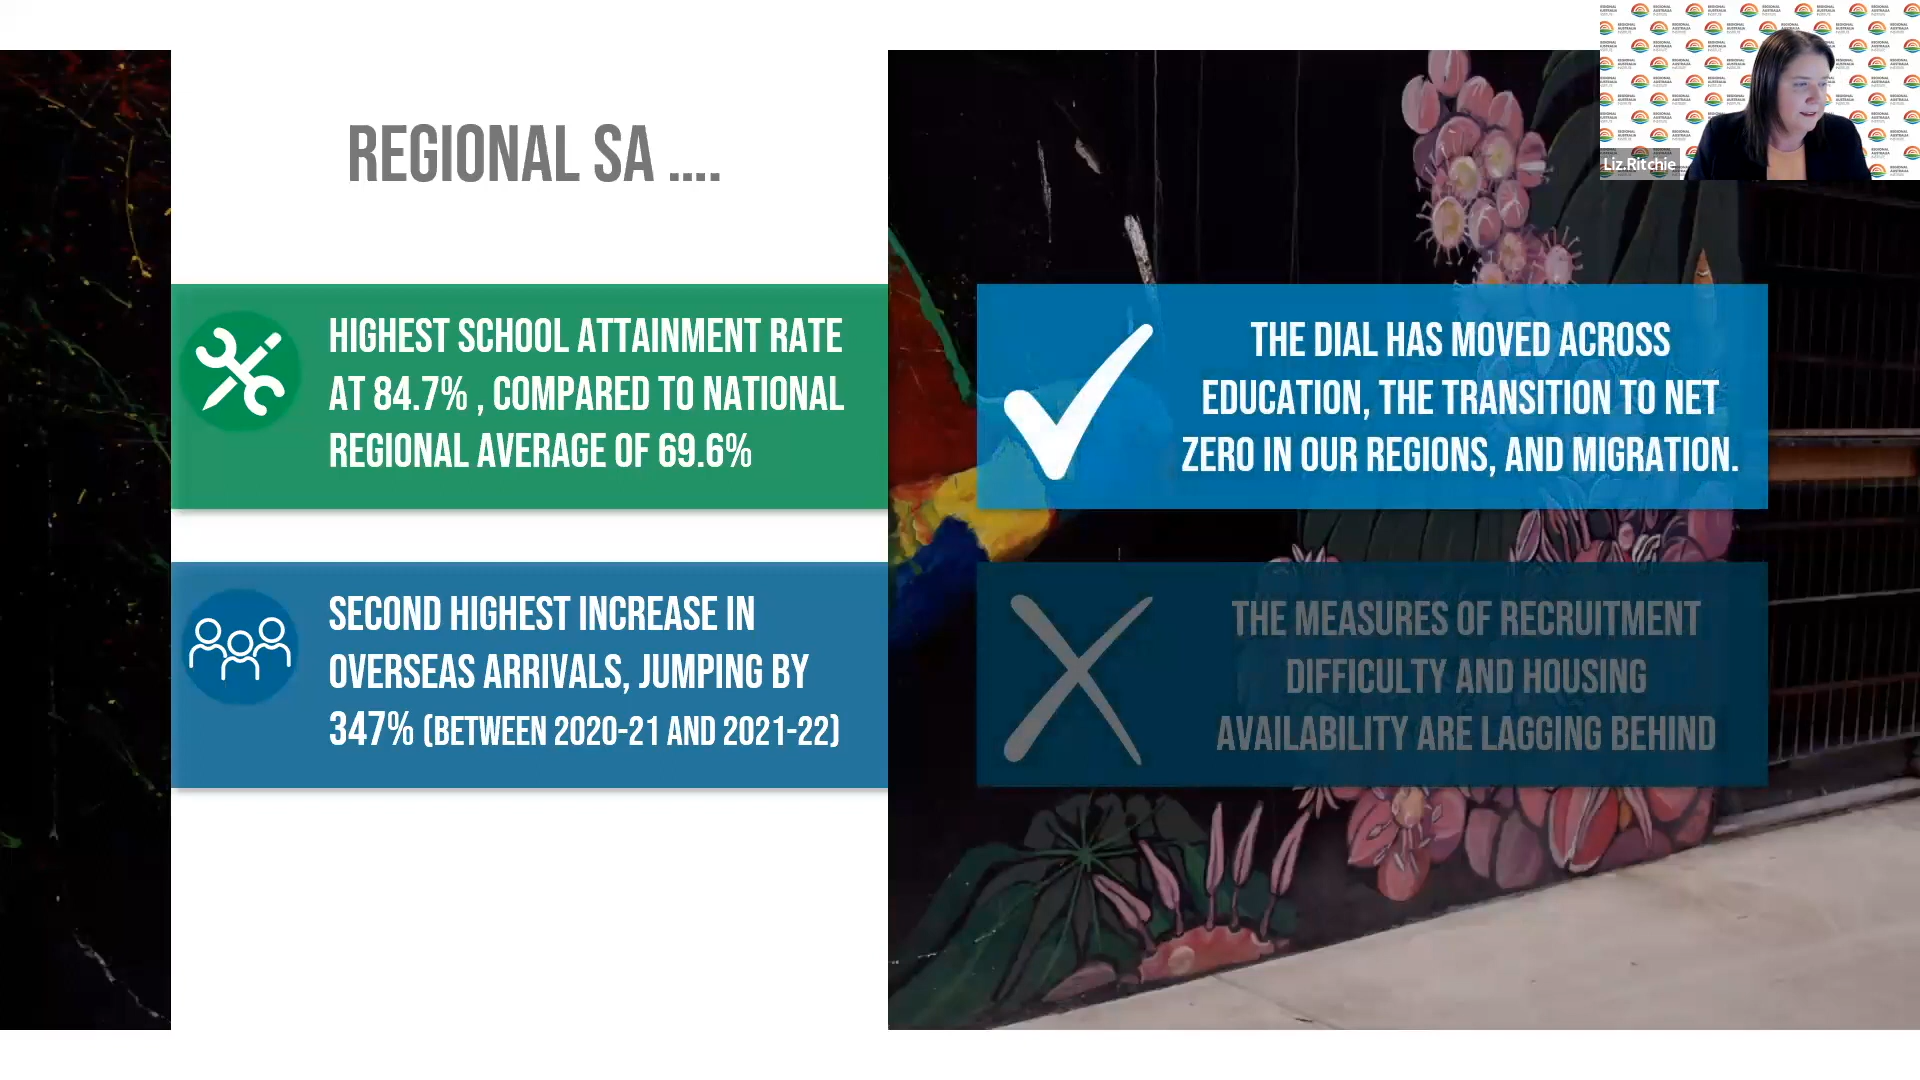 REGIONAL SA ....
HIGHEST SCHOOL ATTAINMENT RATE
AT 84.7% , COMPARED TO NATIONAL
REGIONAL AVERAGE OF 69.6%
SECOND HIGHEST INCREASE IN
OVERSEAS ARRIVALS, JUMPING BY
347% (BETWEEN 2020-21 AND 2021-22)
THE DIAL HAS MOVED ACROSS
EDUCATION, THE TRANSITION TO NET
ZERO IN OUR REGIONS, AND MIGRATION.
THE MEASURES OF RECRUITMENT
DIFFICULTY AND HOUSING
AVAILABILITY ARE LAGGING BEHIND
Liz.Ritchie
REGIONAL
AUSTRALIA
INSTITUTE